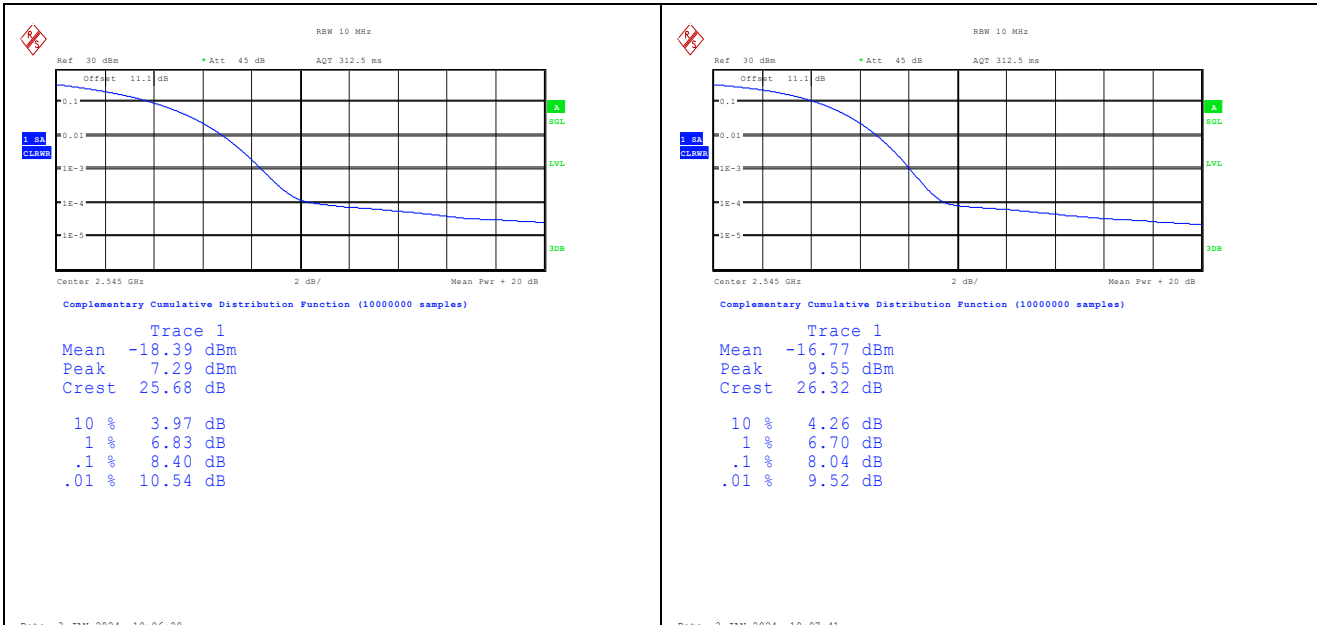 RBW 10 MHz
R S
Ref 30 dBm * Att 45 dB AQT 312.5 ms
Offset 11.1 dB
0.1
A
SGL
0.01
1 SA
CLRWR
LVL
1E-3
1E-4
1E-5
3DB
Center 2.545 GHz 2 dB/ Mean Pwr + 20 dB
Complementary Cumulative Distribution Function (10000000 samples)
Trace 1
Mean -18.39 dBm
Peak 7.29 dBm
Crest 25.68 dB
10 % 3.97 dB
1 % 6.83 dB
.1 % 8.40 dB
.01 % 10.54 dB
RBW 10 MHz
R S
Ref 30 dBm * Att 45 dB AQT 312.5 ms
Offset 11.1 dB
0.1
A
SGL
0.01
1 SA
CLRWR
LVL
1E-3
1E-4
1E-5
3DB
Center 2.545 GHz 2 dB/ Mean Pwr + 20 dB
Complementary Cumulative Distribution Function (10000000 samples)
Trace 1
Mean -16.77 dBm
Peak 9.55 dBm
Crest 26.32 dB
10 % 4.26 dB
1 % 6.70 dB
.1 % 8.04 dB
.01 % 9.52 dB